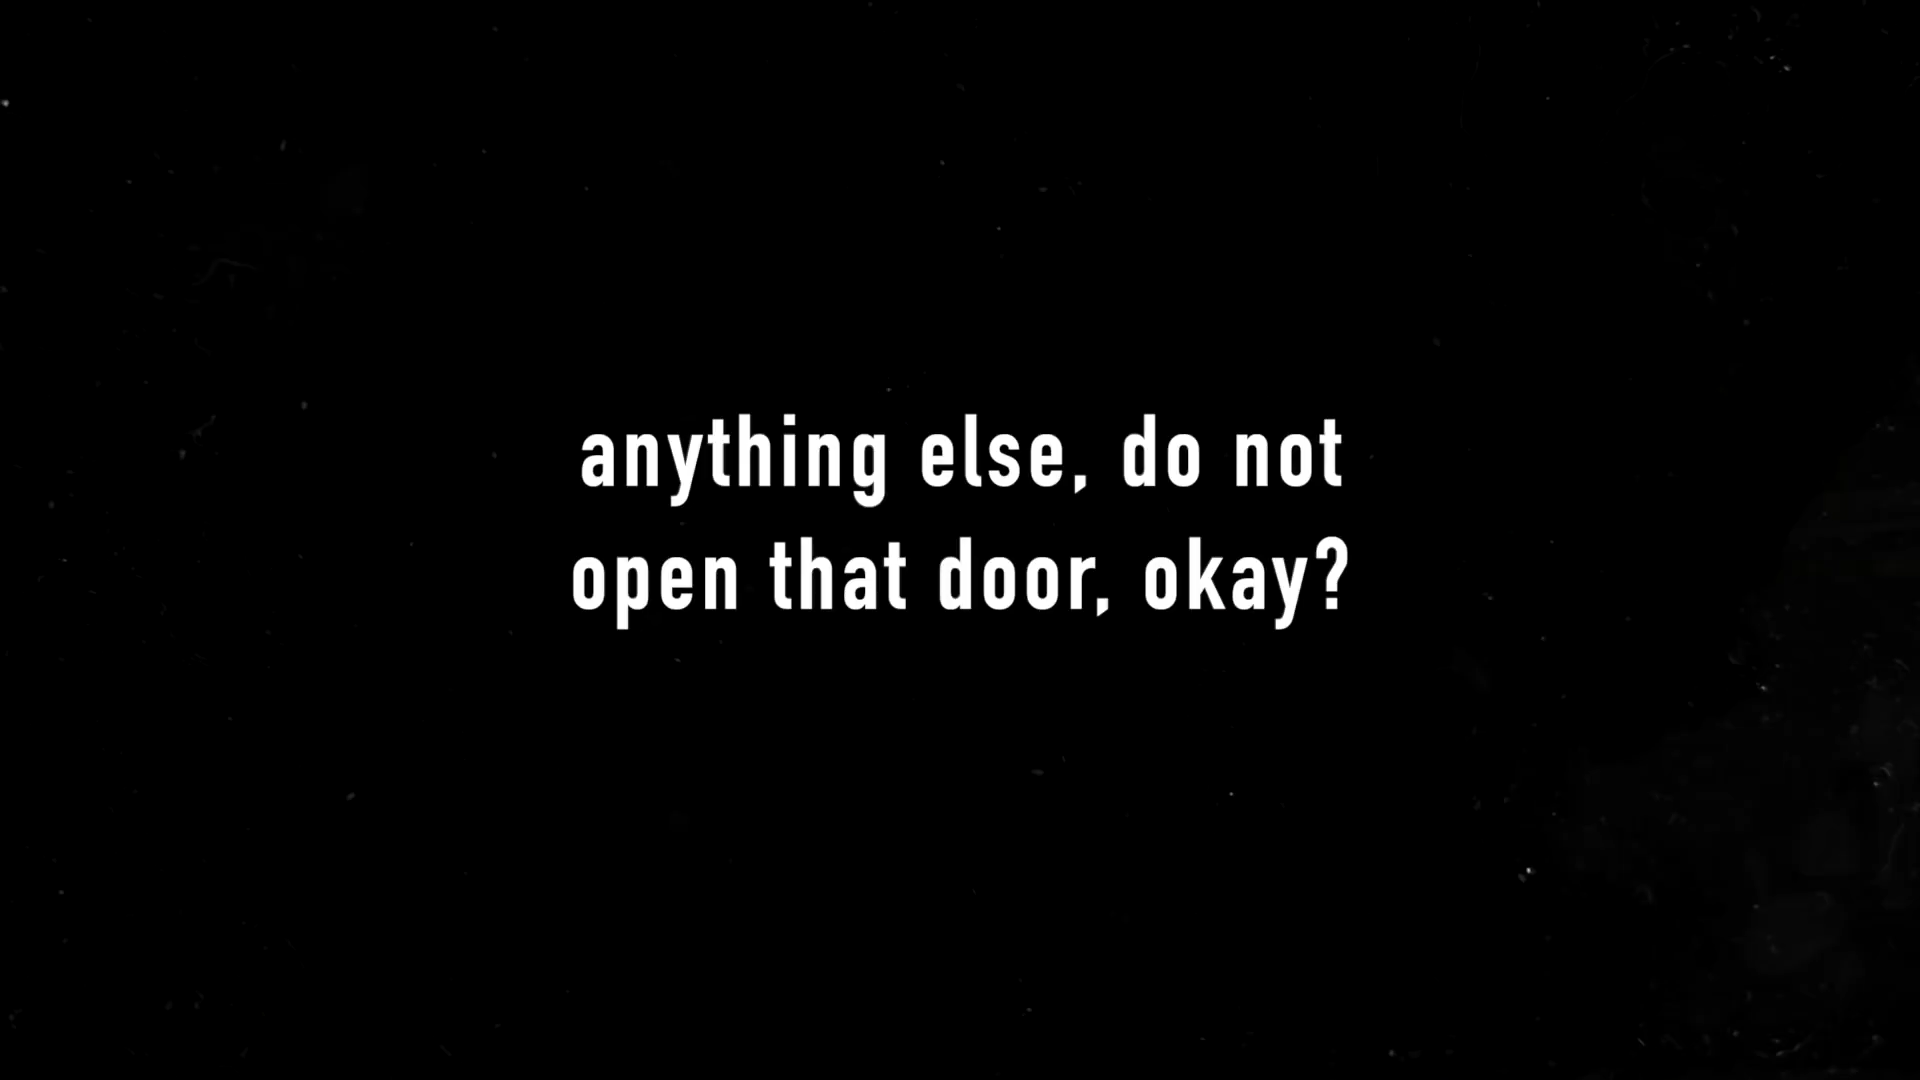 anything else, do not
open that door, okay?